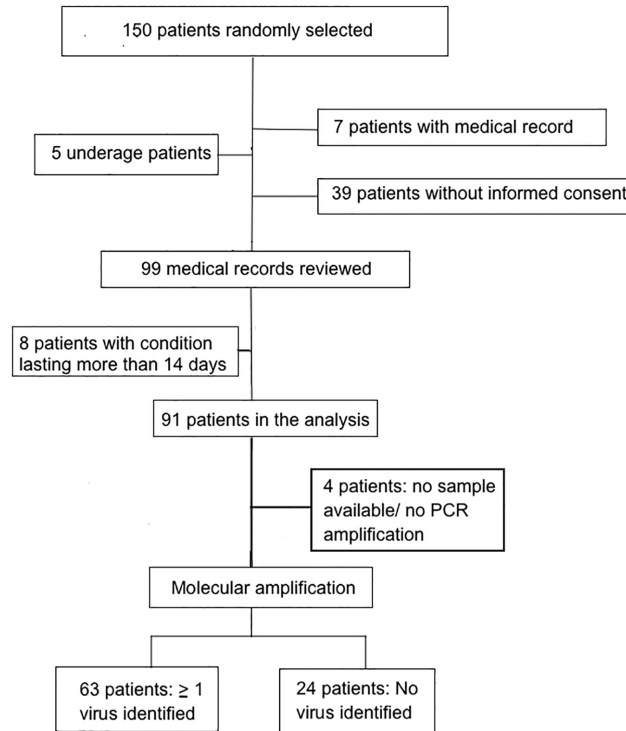 150 patients randomly selected
7 patients with medical record
5 underage patients
39 patients without informed consent
99 medical records reviewed
8 patients with condition
lasting more than 14 days
91 patients in the analysis
4 patients: no sample
available/ no PCR
amplification
Molecular amplification
63 patients: ≥ 1
virus identified
24 patients: No
virus identified